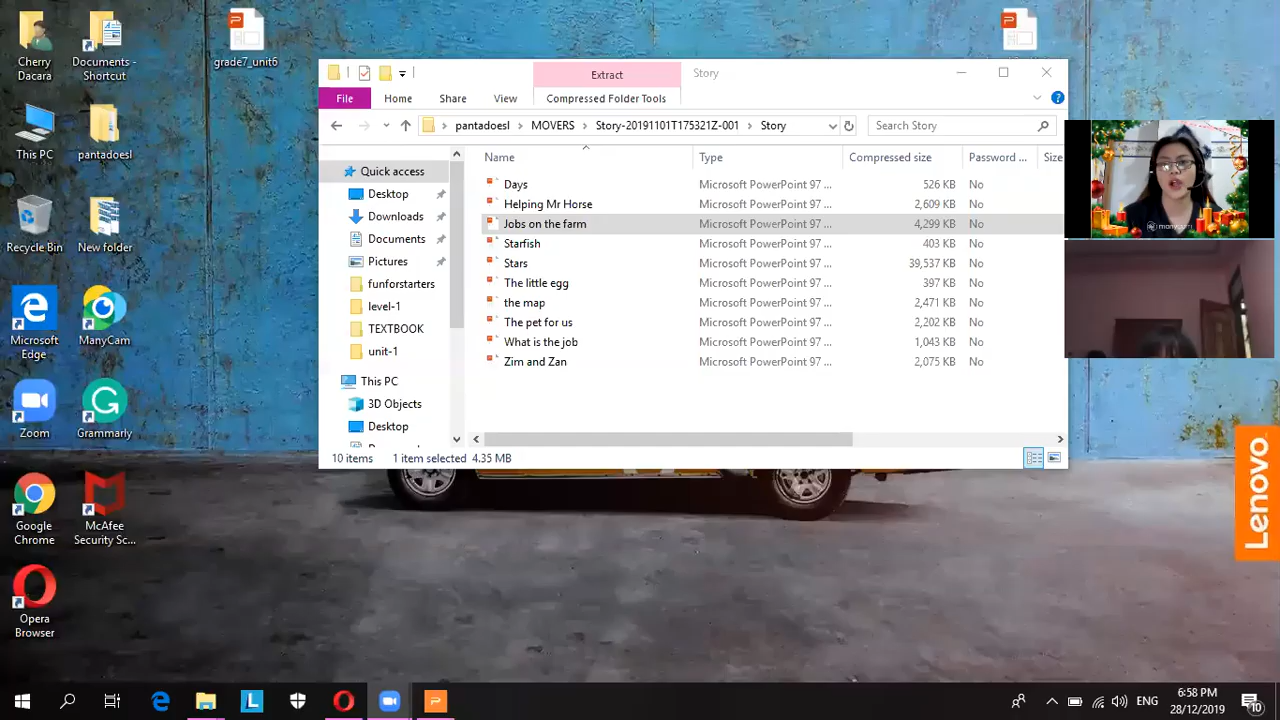 Cherry
Dacara
Documents -
Shortcut
grade7_unit6
This PC
pantadoesl
Recycle Bin
New folder
Microsoft
Edge
ManyCam
Zoom
Grammarly
Google
Chrome
McAfee
Security Sc...
Opera
Browser
Extract
Story
File
Home
Share
View
Compressed Folder Tools
pantadoesl
MOVERS
Story-20191101T175321Z-001
Story
Search Story
Name
Type
Compressed size
Password ...
Size
Quick access
Desktop
Downloads
Documents
Pictures
funforstarters
level-1
TEXTBOOK
unit-1
This PC
3D Objects
Desktop
Days Microsoft PowerPoint 97 ... 526 KB No
Helping Mr Horse Microsoft PowerPoint 97 ... 2,609 KB No
Jobs on the farm Microsoft PowerPoint 97 ... 4,299 KB No
Starfish Microsoft PowerPoint 97 ... 403 KB No
Stars Microsoft PowerPoint 97 ... 39,537 KB No
The little egg Microsoft PowerPoint 97 ... 397 KB No
the map Microsoft PowerPoint 97 ... 2,471 KB No
The pet for us Microsoft PowerPoint 97 ... 2,202 KB No
What is the job Microsoft PowerPoint 97 ... 1,043 KB No
Zim and Zan Microsoft PowerPoint 97 ... 2,075 KB No
10 items
1 item selected 4.35 MB
manycam
Lenovo
ENG
6:58 PM
28/12/2019
10